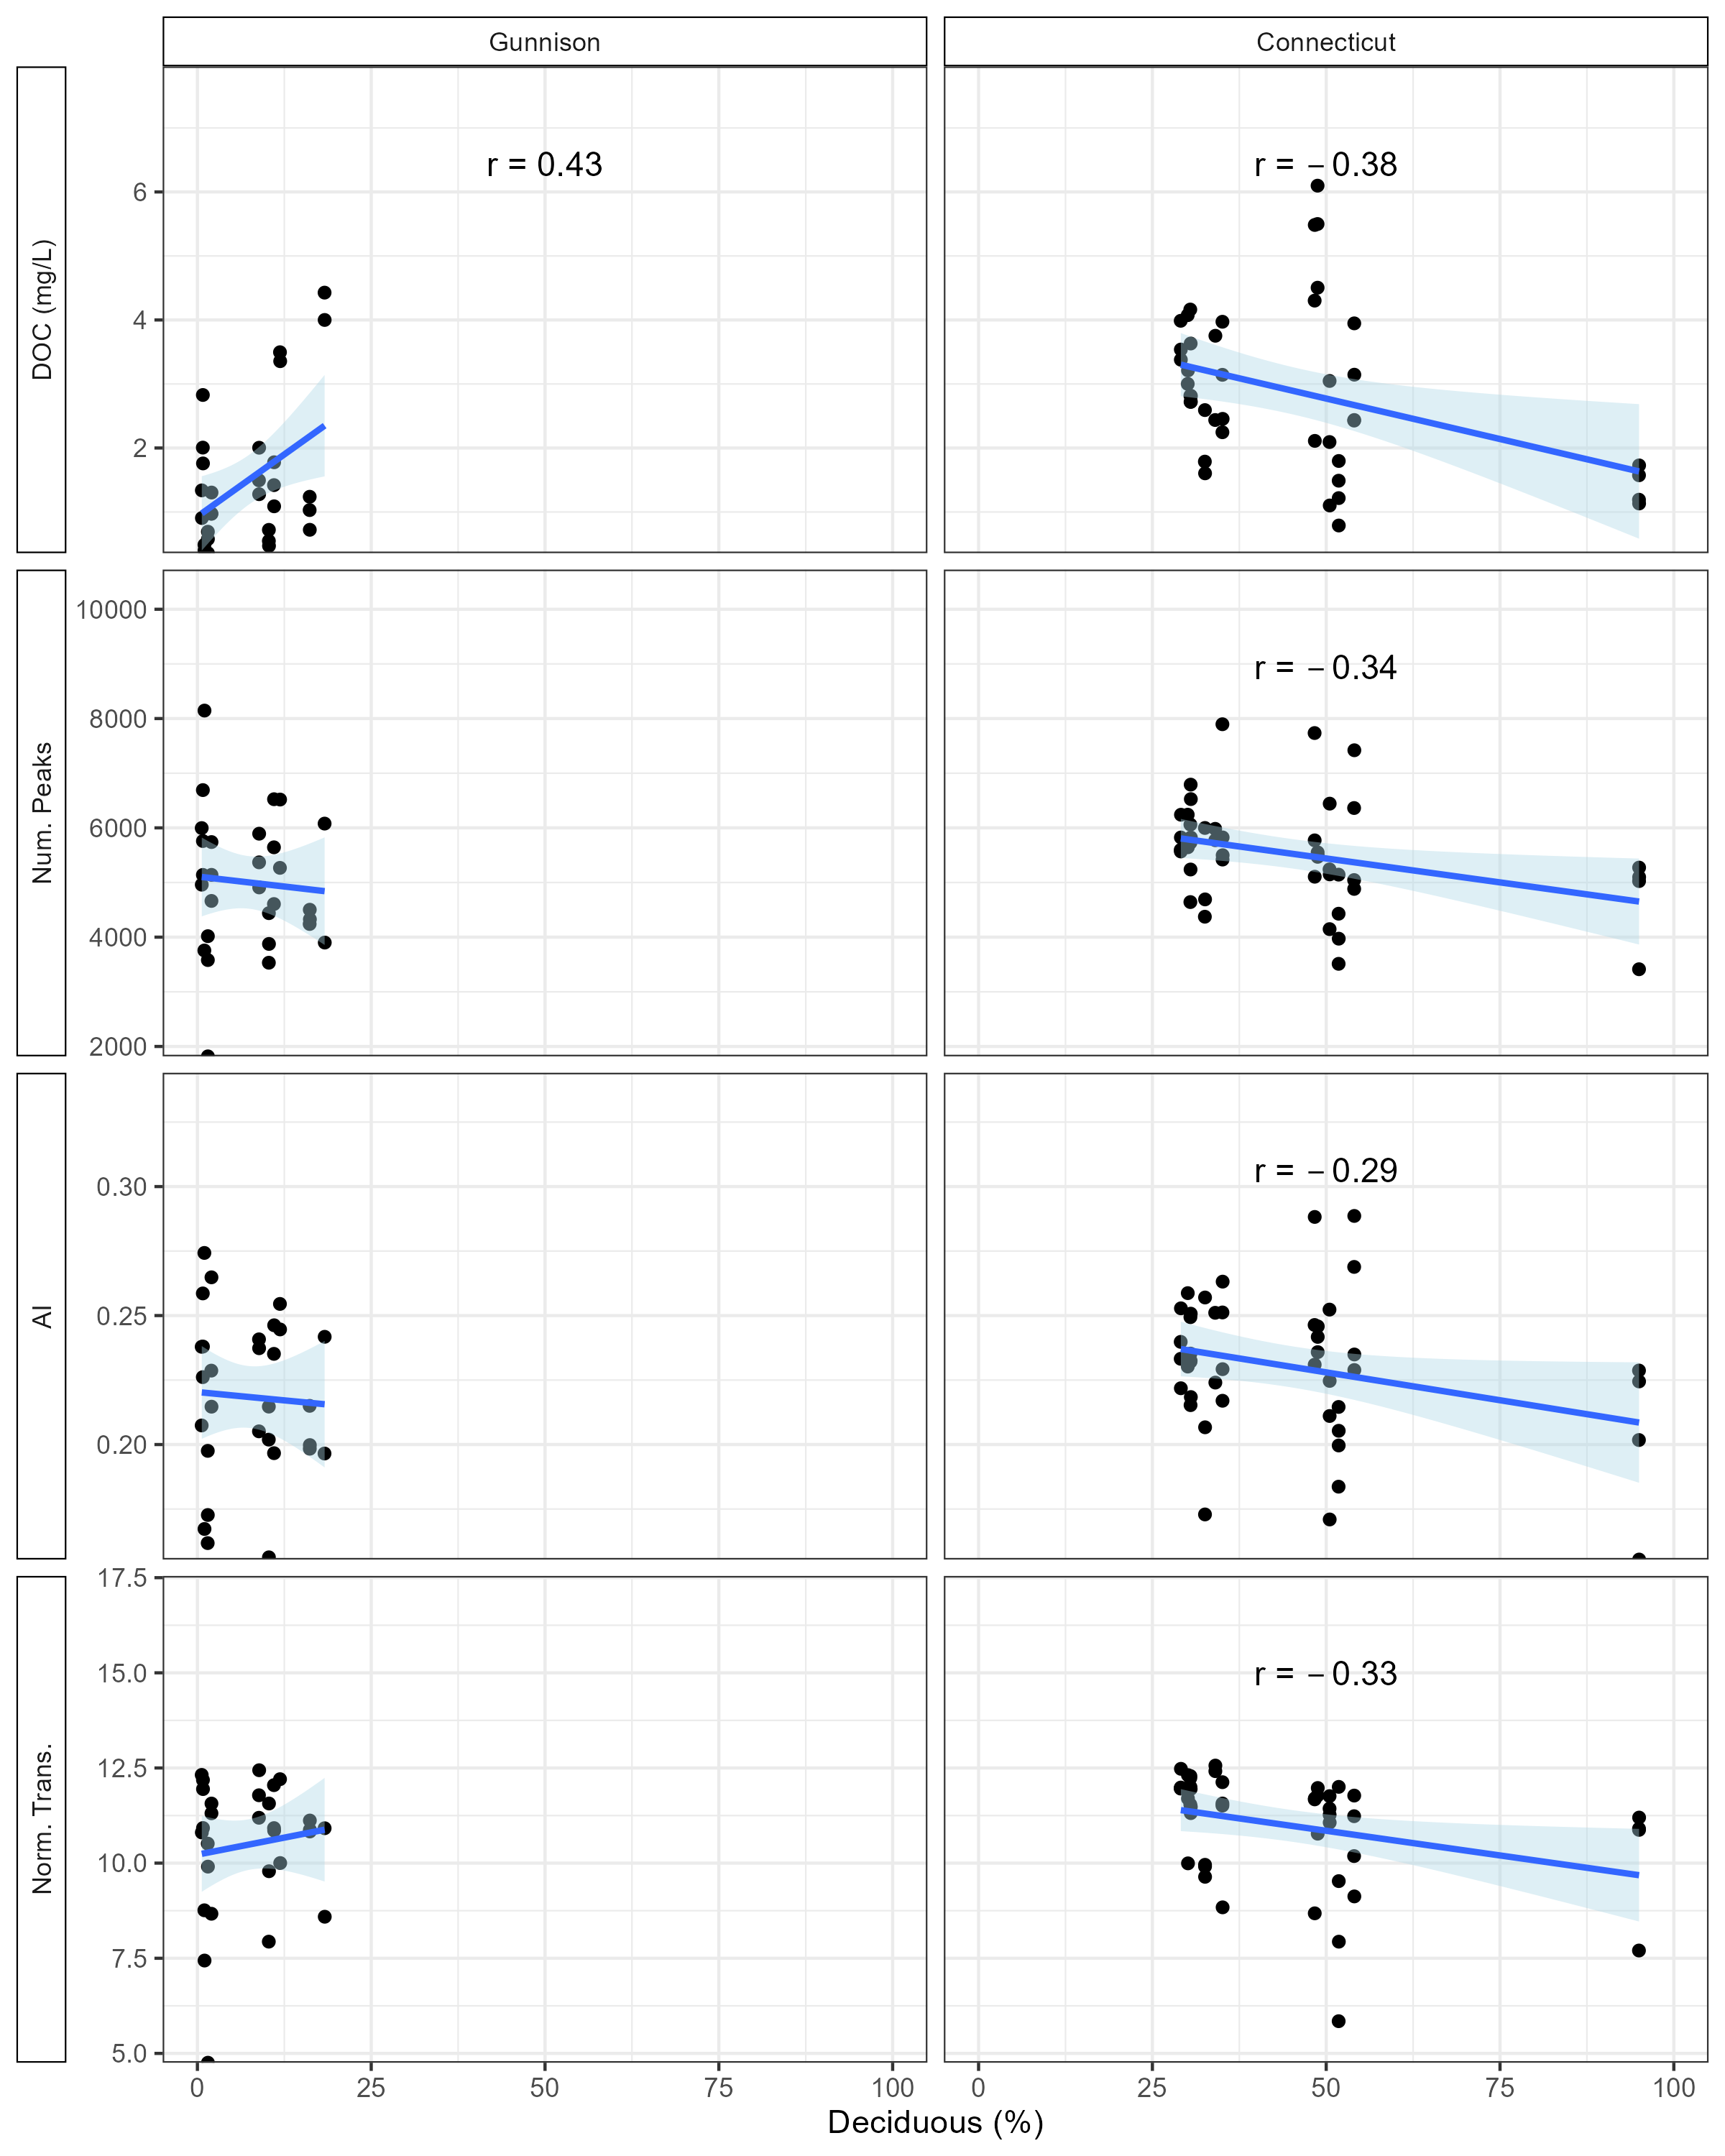 Gunnison
Connecticut
DOC (mg/L)
6
4
2
r = 0.43
r = − 0.38
Num. Peaks
10000
8000
6000
4000
2000
r = − 0.34
AI
0.30
0.25
0.20
r = − 0.29
Norm. Trans.
17.5
15.0
12.5
10.0
7.5
5.0
r = − 0.33
0 25 50 75 100
0 25 50 75 100
Deciduous (%)